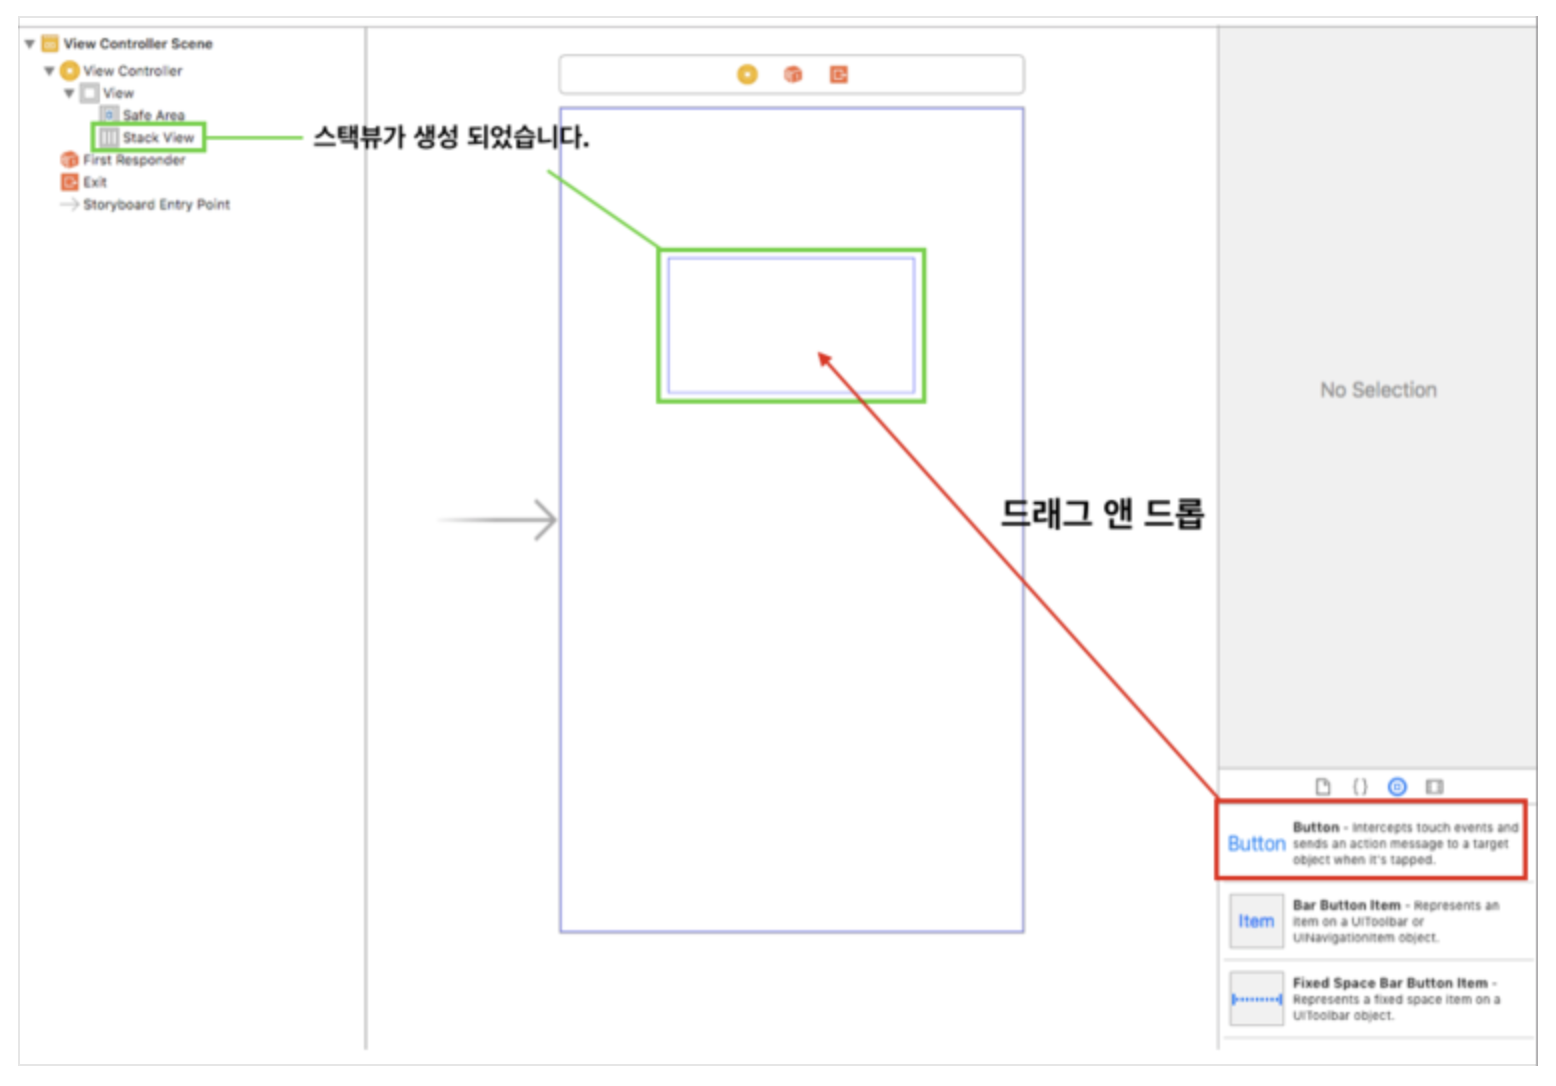 View Controller Scene
View Controller
View
Safe Area
Stack View
First Responder
Exit
Storyboard Entry Point
스택뷰가 생성 되었습니다.
드래그 앤 드롭
No Selection
{ }
Button
Button - Intercepts touch events and
sends an action message to a target
object when it's tapped.
Item
Bar Button Item - Represents an
item on a UIToolbar or
UINavigationItem object.
Fixed Space Bar Button Item -
Represents a fixed space item on a
UIToolbar object.